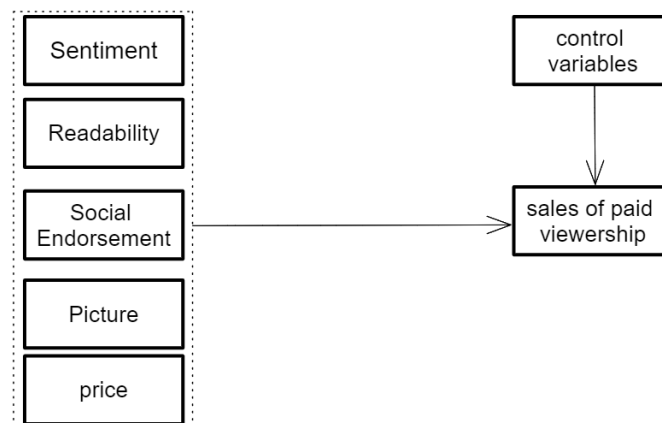 Sentiment
Readability
Social
Endorsement
Picture
price
control
variables
sales of paid
viewership